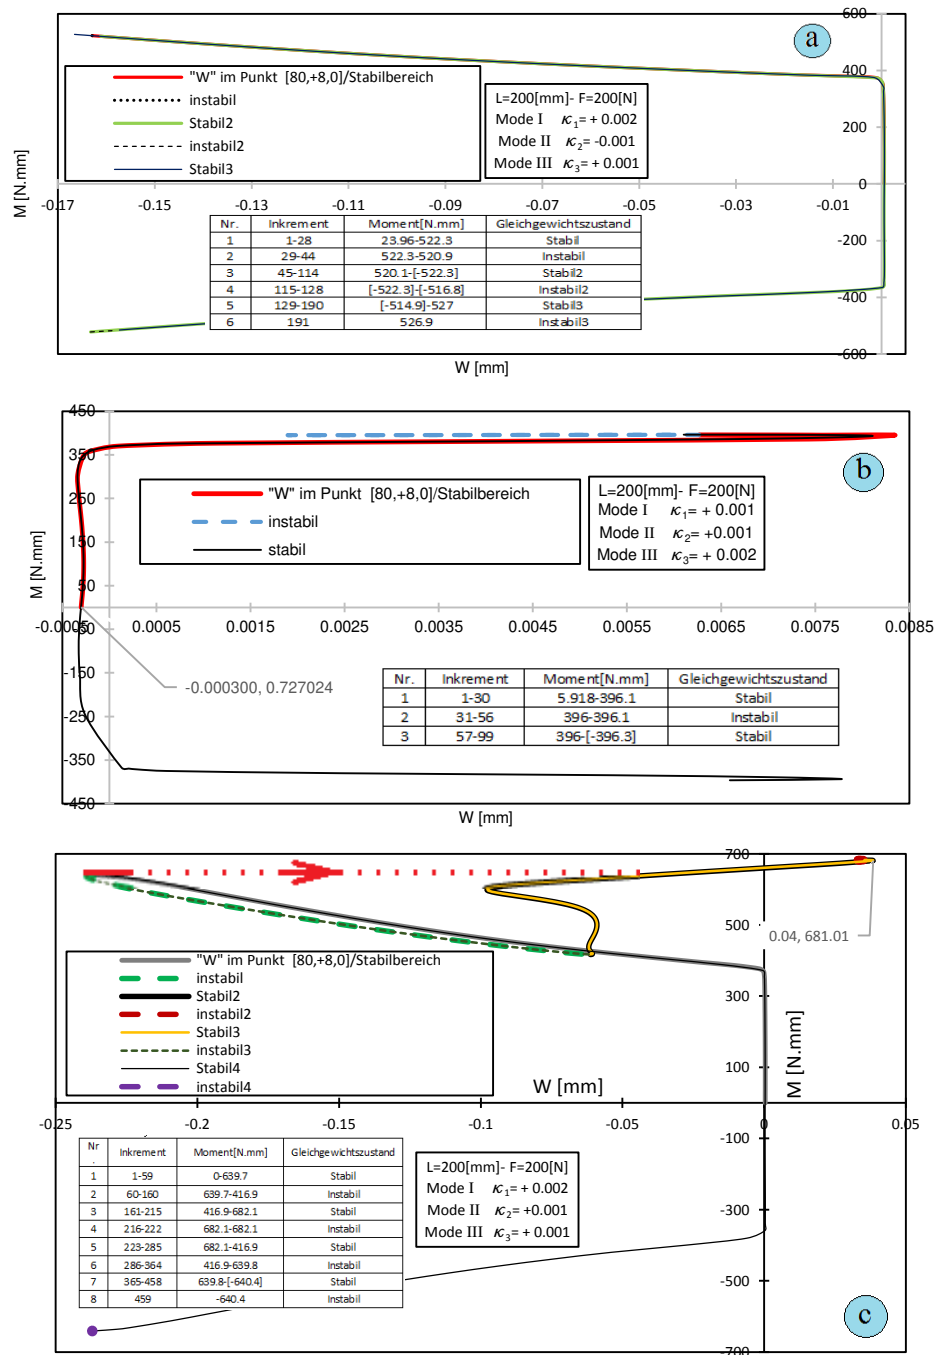 600
a
"W" im Punkt [80,+8,0]/Stabilbereich
instabil
Stabil2
instabil2
Stabil3
L=200[mm]- F=200[N]
Mode I κ₁= + 0.002
Mode II κ₂= -0.001
Mode III κ₃= + 0.001
400
200
0
-200
-400
-600
M [N.mm]
-0.17 -0.15 -0.13 -0.11 -0.09 -0.07 -0.05 -0.03 -0.01
Nr. Inkrement Moment[N.mm] Gleichgewichtszustand
1 1-28 23.96-522.3 Stabil
2 29-44 522.3-520.9 Instabil
3 45-114 520.1-[-522.3] Stabil2
4 115-128 [-522.3]-[-516.8] Instabil2
5 129-190 [-514.9]-527 Stabil3
6 191 526.9 Instabil3
W [mm]
450
350
250
150
50
-50
-150
-250
-350
-450
M [N.mm]
b
"W" im Punkt [80,+8,0]/Stabilbereich
instabil
stabil
L=200[mm]- F=200[N]
Mode I κ₁= + 0.001
Mode II κ₂= +0.001
Mode III κ₃= + 0.002
-0.0005 0.0005 0.0015 0.0025 0.0035 0.0045 0.0055 0.0065 0.0075 0.0085
-0.000300, 0.727024
Nr. Inkrement Moment[N.mm] Gleichgewichtszustand
1 1-30 5.918-396.1 Stabil
2 31-56 396-396.1 Instabil
3 57-99 396-[-396.3] Stabil
W [mm]
700
500
300
100
-100
-300
-500
-700
0.04, 681.01
"W" im Punkt [80,+8,0]/Stabilbereich
instabil
Stabil2
instabil2
Stabil3
instabil3
Stabil4
instabil4
W [mm]
M [N.mm]
-0.25 -0.2 -0.15 -0.1 -0.05 0 0.05
Nr. Inkrement Moment[N.mm] Gleichgewichtszustand
1 1-59 0-639.7 Stabil
2 60-160 639.7-416.9 Instabil
3 161-215 416.9-682.1 Stabil
4 216-222 682.1-682.1 Instabil
5 223-285 682.1-416.9 Stabil
6 286-364 416.9-639.8 Instabil
7 365-458 639.8-[-640.4] Stabil
8 459 -640.4 Instabil
L=200[mm]- F=200[N]
Mode I κ₁= + 0.002
Mode II κ₂= +0.001
Mode III κ₃= + 0.001
c